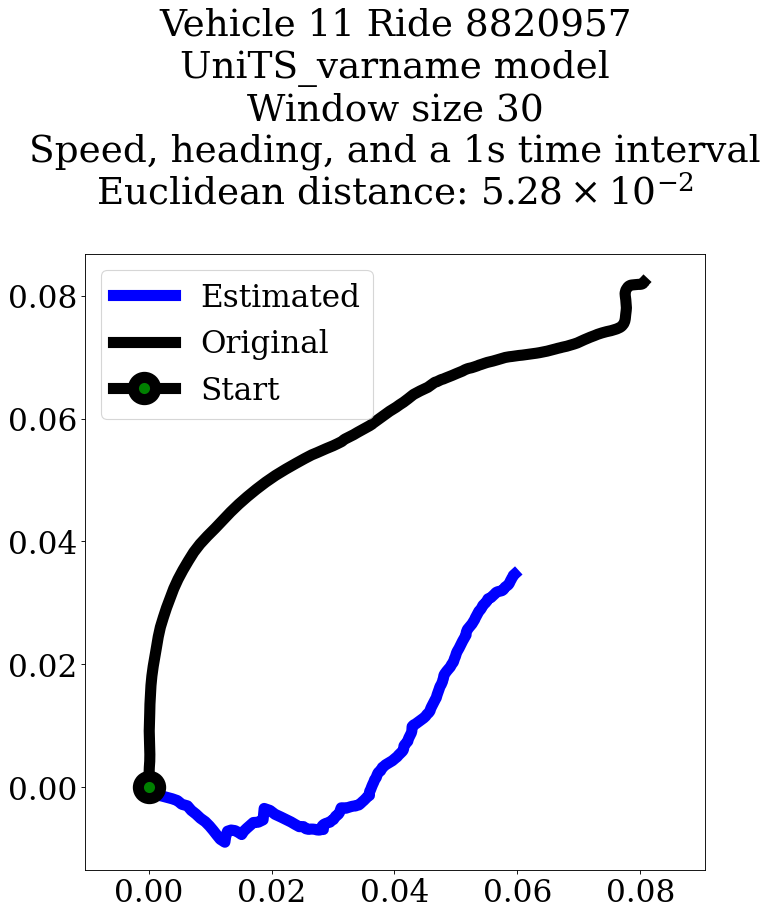 Vehicle 11 Ride 8820957
UniTS_varname model
Window size 30
Speed, heading, and a 1s time interval
Euclidean distance: 5.28 × 10⁻²
Estimated
Original
Start
0.08
0.06
0.04
0.02
0.00
0.00 0.02 0.04 0.06 0.08